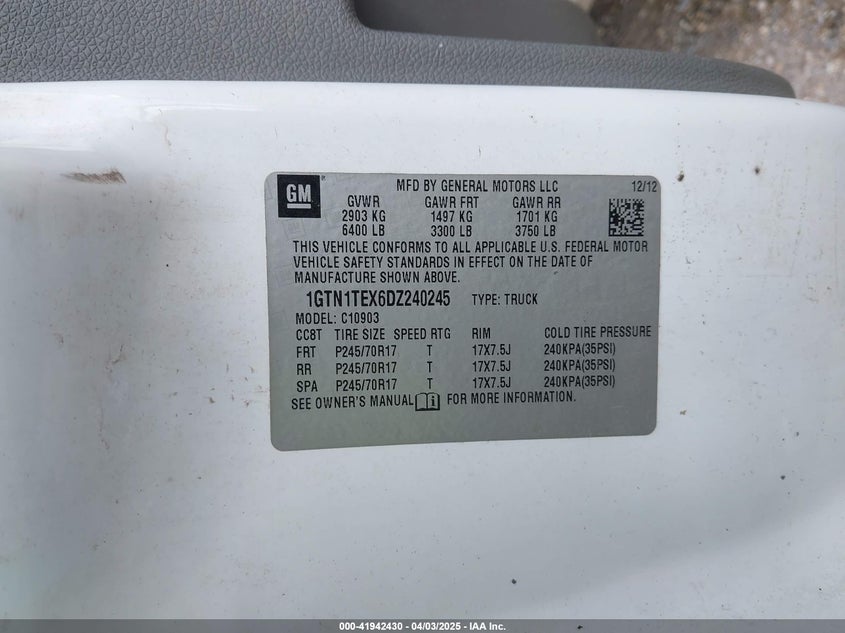 GM
MFD BY GENERAL MOTORS LLC 12/12
GVWR GAWR FRT GAWR RR
2903 KG 1497 KG 1701 KG
6400 LB 3300 LB 3750 LB
THIS VEHICLE CONFORMS TO ALL APPLICABLE U.S. FEDERAL MOTOR
VEHICLE SAFETY STANDARDS IN EFFECT ON THE DATE OF
MANUFACTURE SHOWN ABOVE.
1GTN1TEX6DZ240245 TYPE: TRUCK
MODEL: C10903
CC8T TIRE SIZE SPEED RTG RIM COLD TIRE PRESSURE
FRT P245/70R17 T 17X7.5J 240KPA(35PSI)
RR P245/70R17 T 17X7.5J 240KPA(35PSI)
SPA P245/70R17 T 17X7.5J 240KPA(35PSI)
SEE OWNER'S MANUAL FOR MORE INFORMATION.
000-41942430 - 04/03/2025 - IAA Inc.